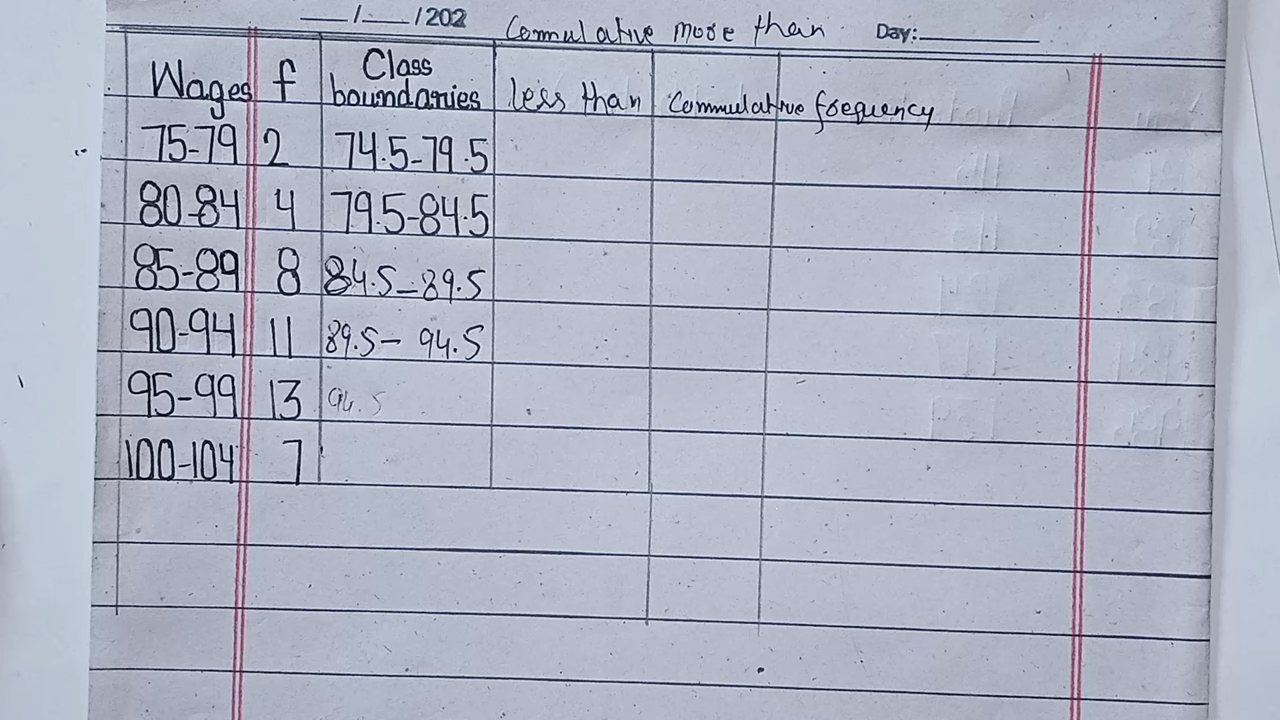 __/__/202 Commulative more than Day:
Wages f Class boundaries less than Commulative frequency
75-79 2 74.5-79.5
80-84 4 79.5-84.5
85-89 8 84.5-89.5
90-94 11 89.5- 94.5
95-99 13 94.5
100-104 7